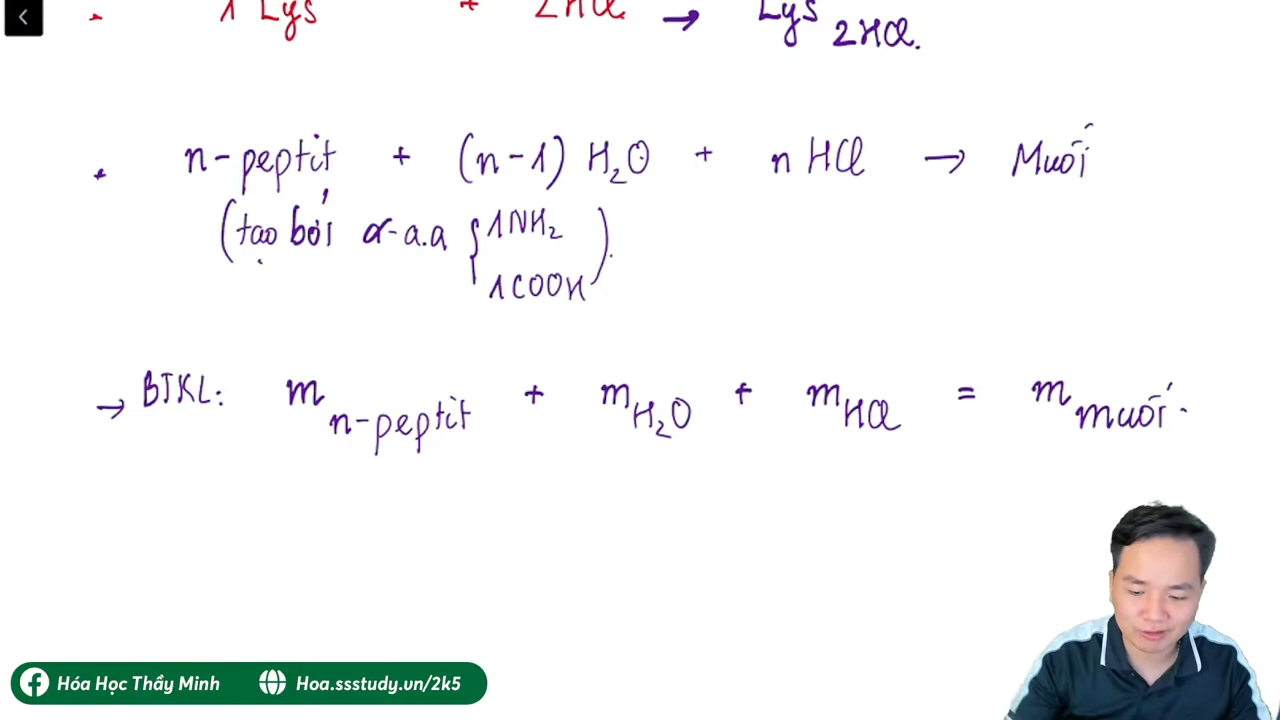 . 1 Lys + 2HCl → Lys 2HCl.
. n-peptit + (n-1) H₂O + n HCl → Muối
(tạo bởi α-a.a { 1NH₂
1COOH ).
→ BTKL: m n-peptit + m H₂O + m HCl = m muối.
Hóa Học Thầy Minh Hoa.ssstudy.vn/2k5